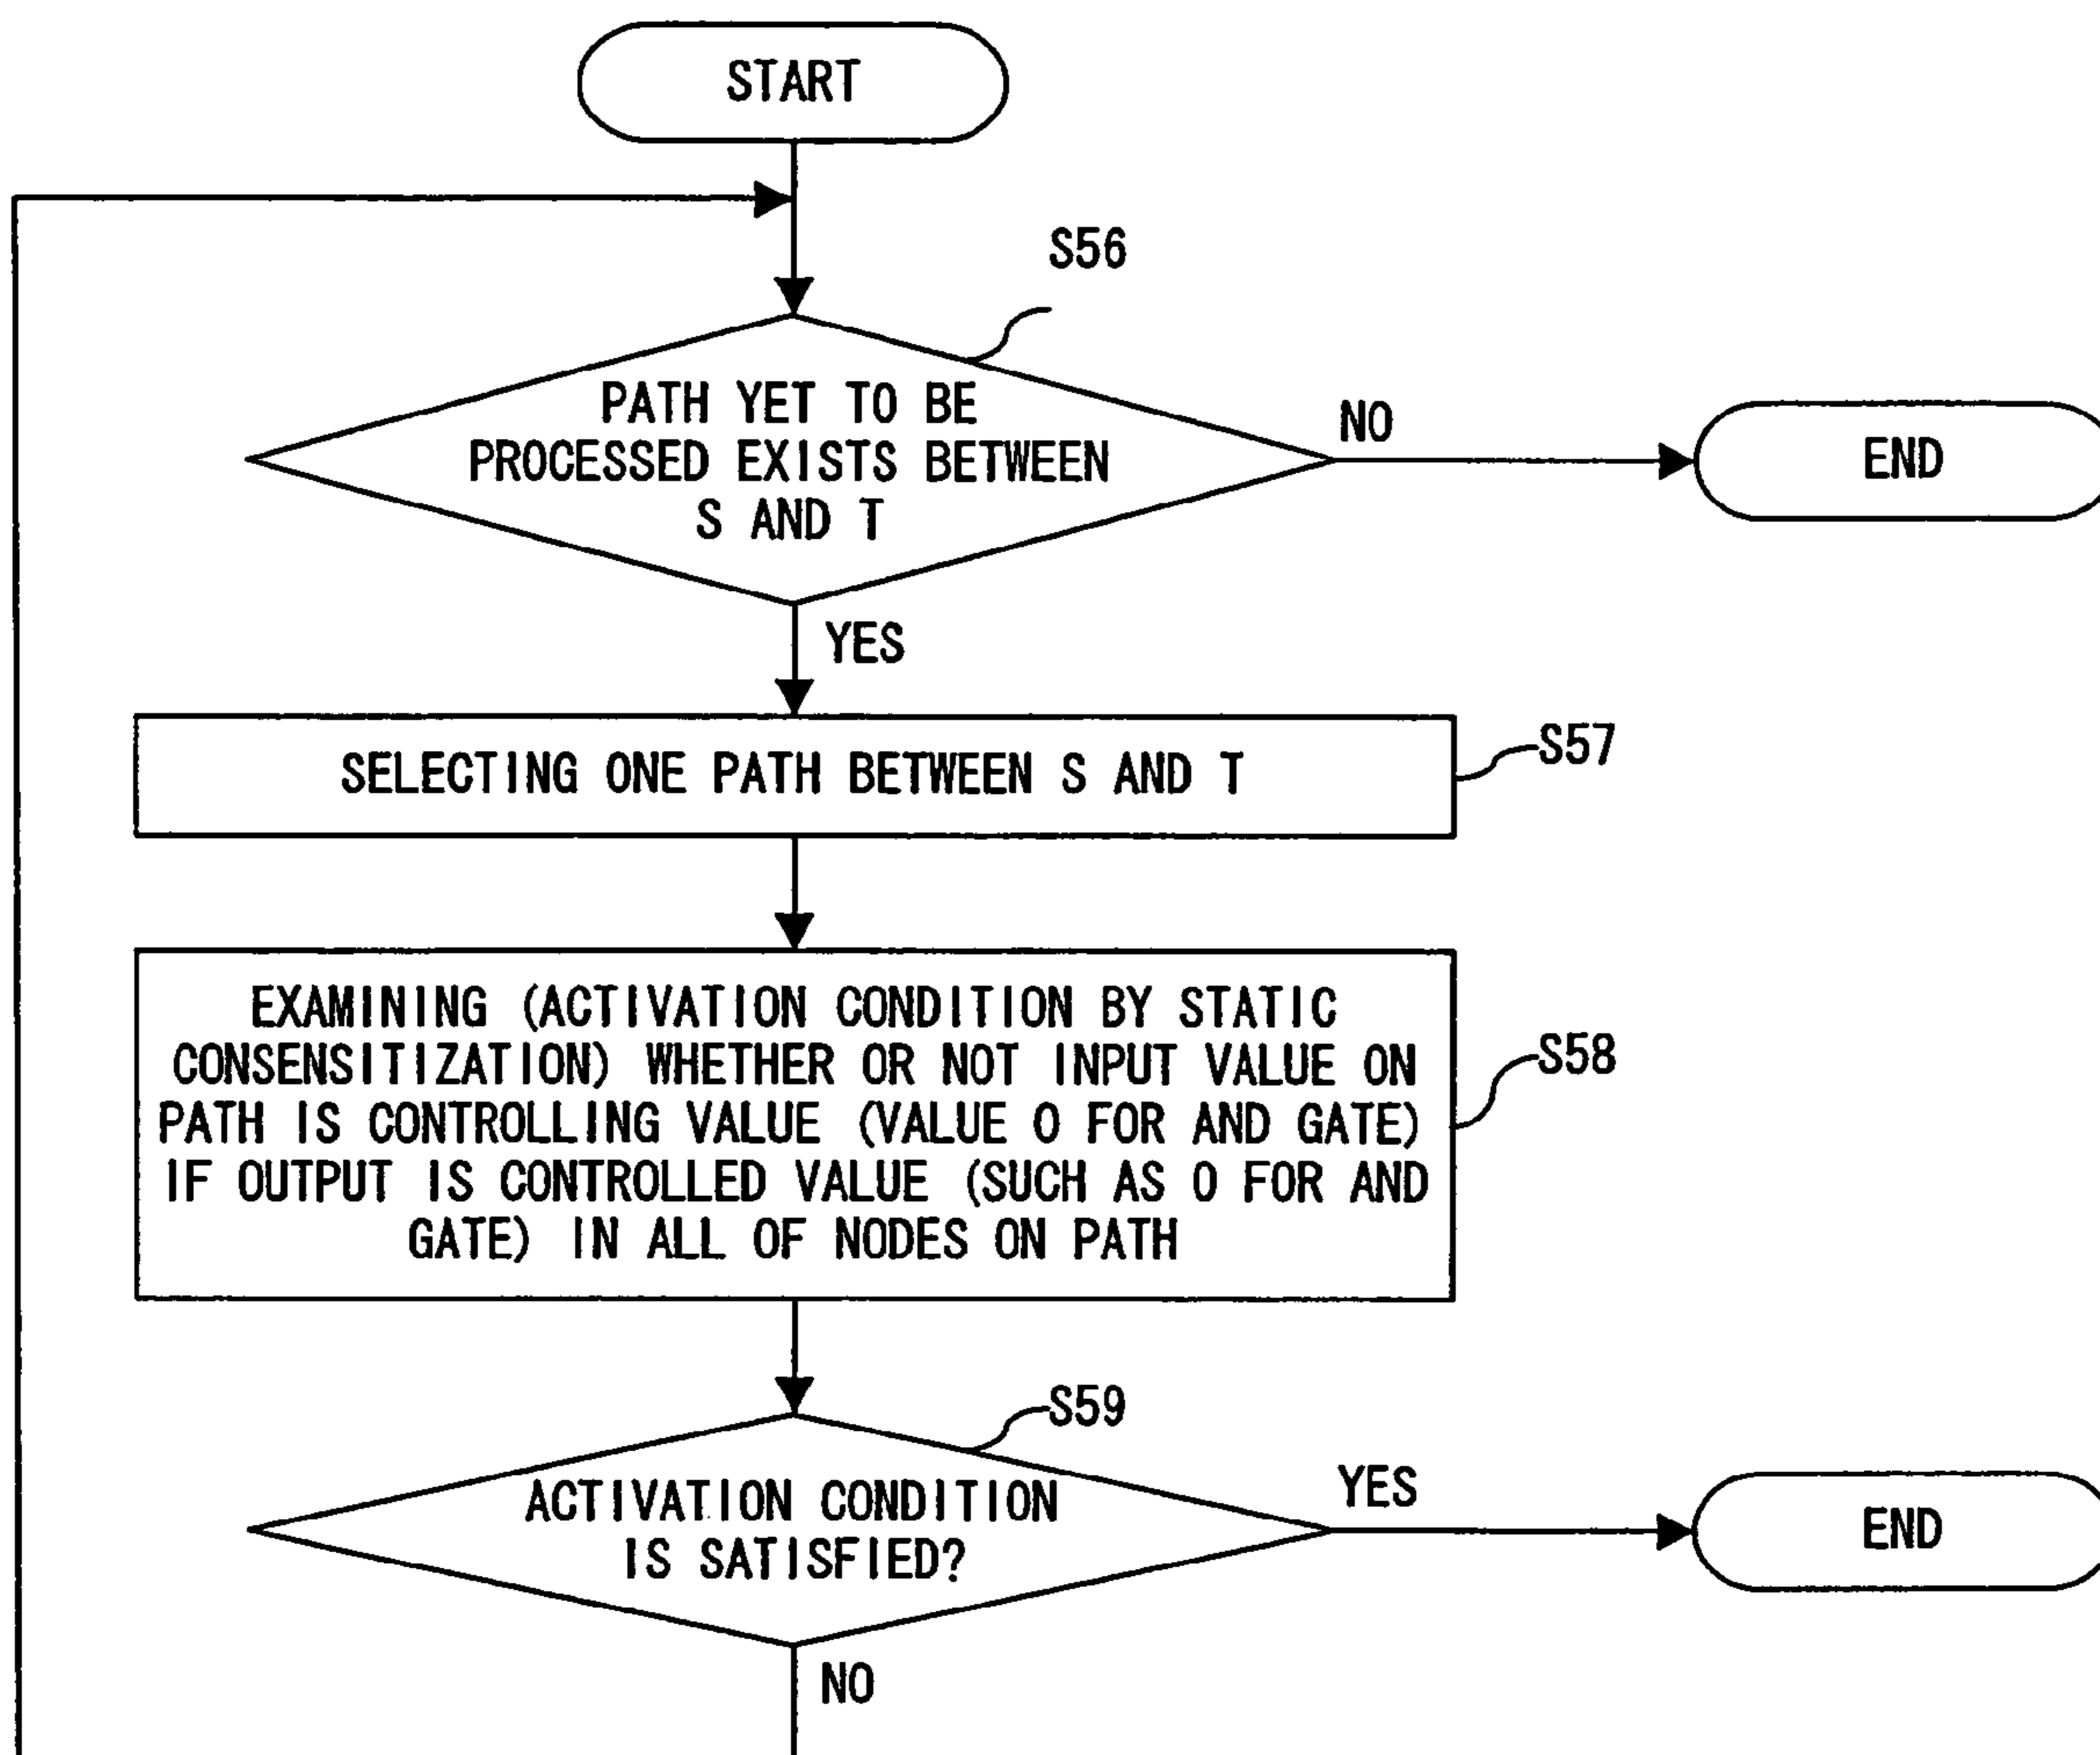 START
S56
PATH YET TO BE
PROCESSED EXISTS BETWEEN
S AND T
NO
END
YES
SELECTING ONE PATH BETWEEN S AND T
S57
EXAMINING (ACTIVATION CONDITION BY STATIC
CONSENSITIZATION) WHETHER OR NOT INPUT VALUE ON
PATH IS CONTROLLING VALUE (VALUE 0 FOR AND GATE)
IF OUTPUT IS CONTROLLED VALUE (SUCH AS 0 FOR AND
GATE) IN ALL OF NODES ON PATH
S58
S59
ACTIVATION CONDITION
IS SATISFIED?
YES
END
NO